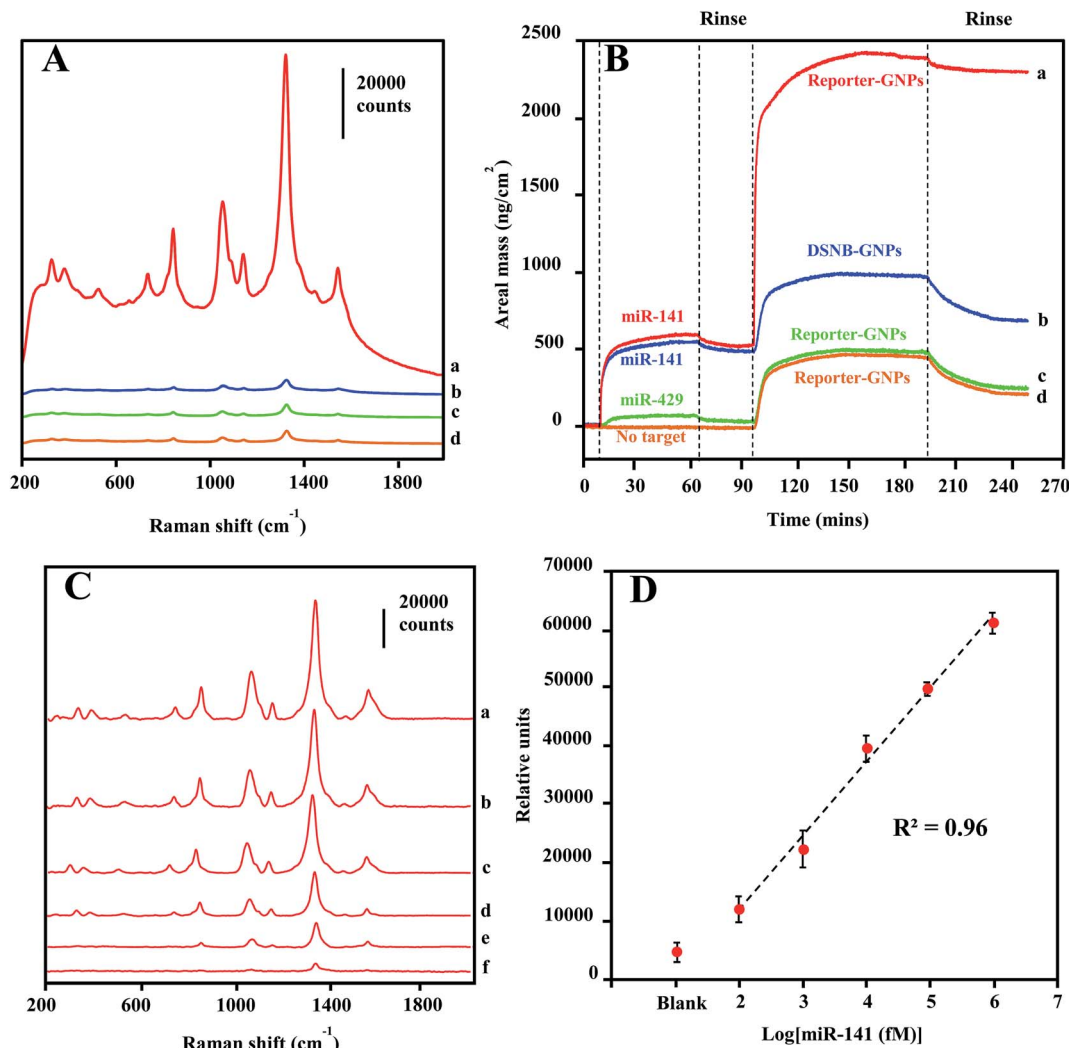 A
20000
counts
a
b
c
d
200
600
1000
1400
1800
Raman shift (cm-1)
Rinse
Rinse
B
2500
2000
1500
1000
500
0
Areal mass (ng/cm2)
Reporter-GNPs
a
DSNB-GNPs
b
miR-141
miR-141
Reporter-GNPs
Reporter-GNPs
c
d
miR-429
No target
0
30
60
90
120
150
180
210
240
270
Time (mins)
C
20000
counts
a
b
c
d
e
f
200
600
1000
1400
1800
Raman shift (cm-1)
D
70000
60000
50000
40000
30000
20000
10000
0
Relative units
R² = 0.96
Blank
2
3
4
5
6
7
Log[miR-141 (fM)]